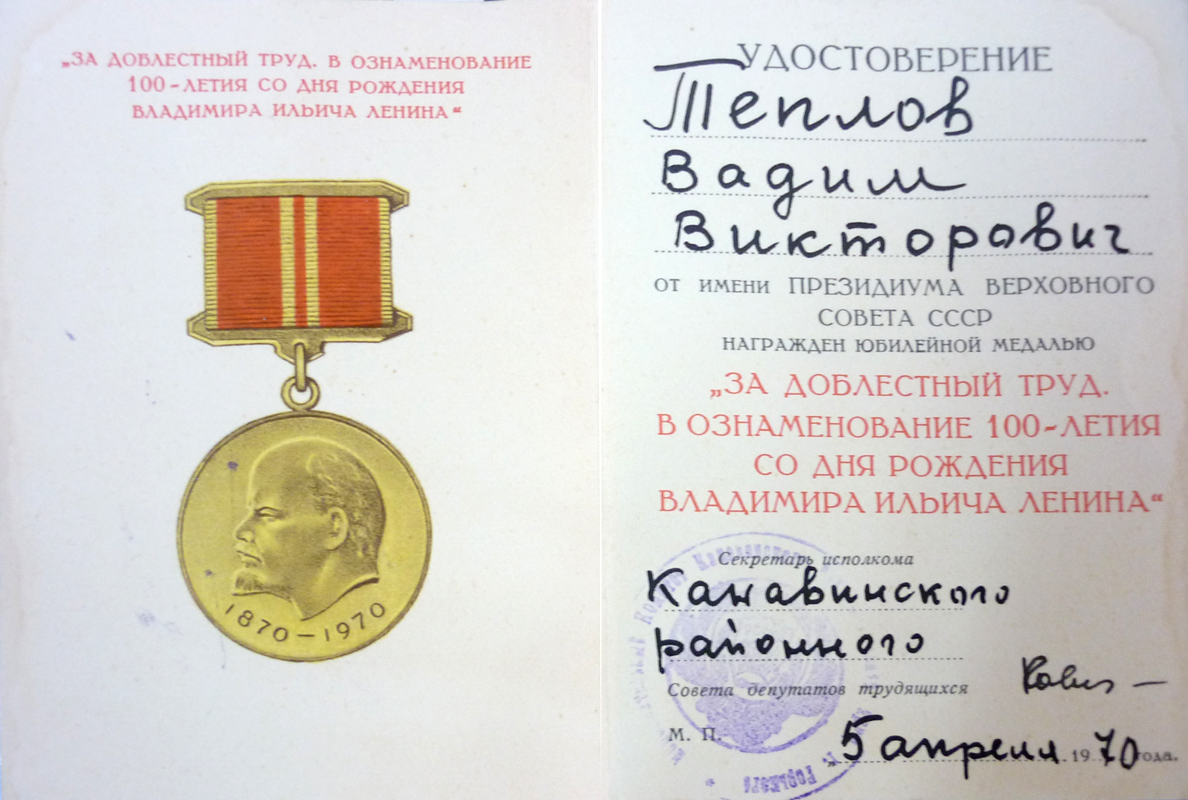 „ЗА ДОБЛЕСТНЫЙ ТРУД. В ОЗНАМЕНОВАНИЕ
100-ЛЕТИЯ СО ДНЯ РОЖДЕНИЯ
ВЛАДИМИРА ИЛЬИЧА ЛЕНИНА“
1870-1970
УДОСТОВЕРЕНИЕ
Теплов
Вадим
Викторович
ОТ ИМЕНИ ПРЕЗИДИУМА ВЕРХОВНОГО
СОВЕТА СССР
НАГРАЖДЕН ЮБИЛЕЙНОЙ МЕДАЛЬЮ
„ЗА ДОБЛЕСТНЫЙ ТРУД.
В ОЗНАМЕНОВАНИЕ 100-ЛЕТИЯ
СО ДНЯ РОЖДЕНИЯ
ВЛАДИМИРА ИЛЬИЧА ЛЕНИНА“
Секретарь исполкома
Канавинского
районного
Совета депутатов трудящихся
М. П.
„5 апреля 1970 года.
г. Горького